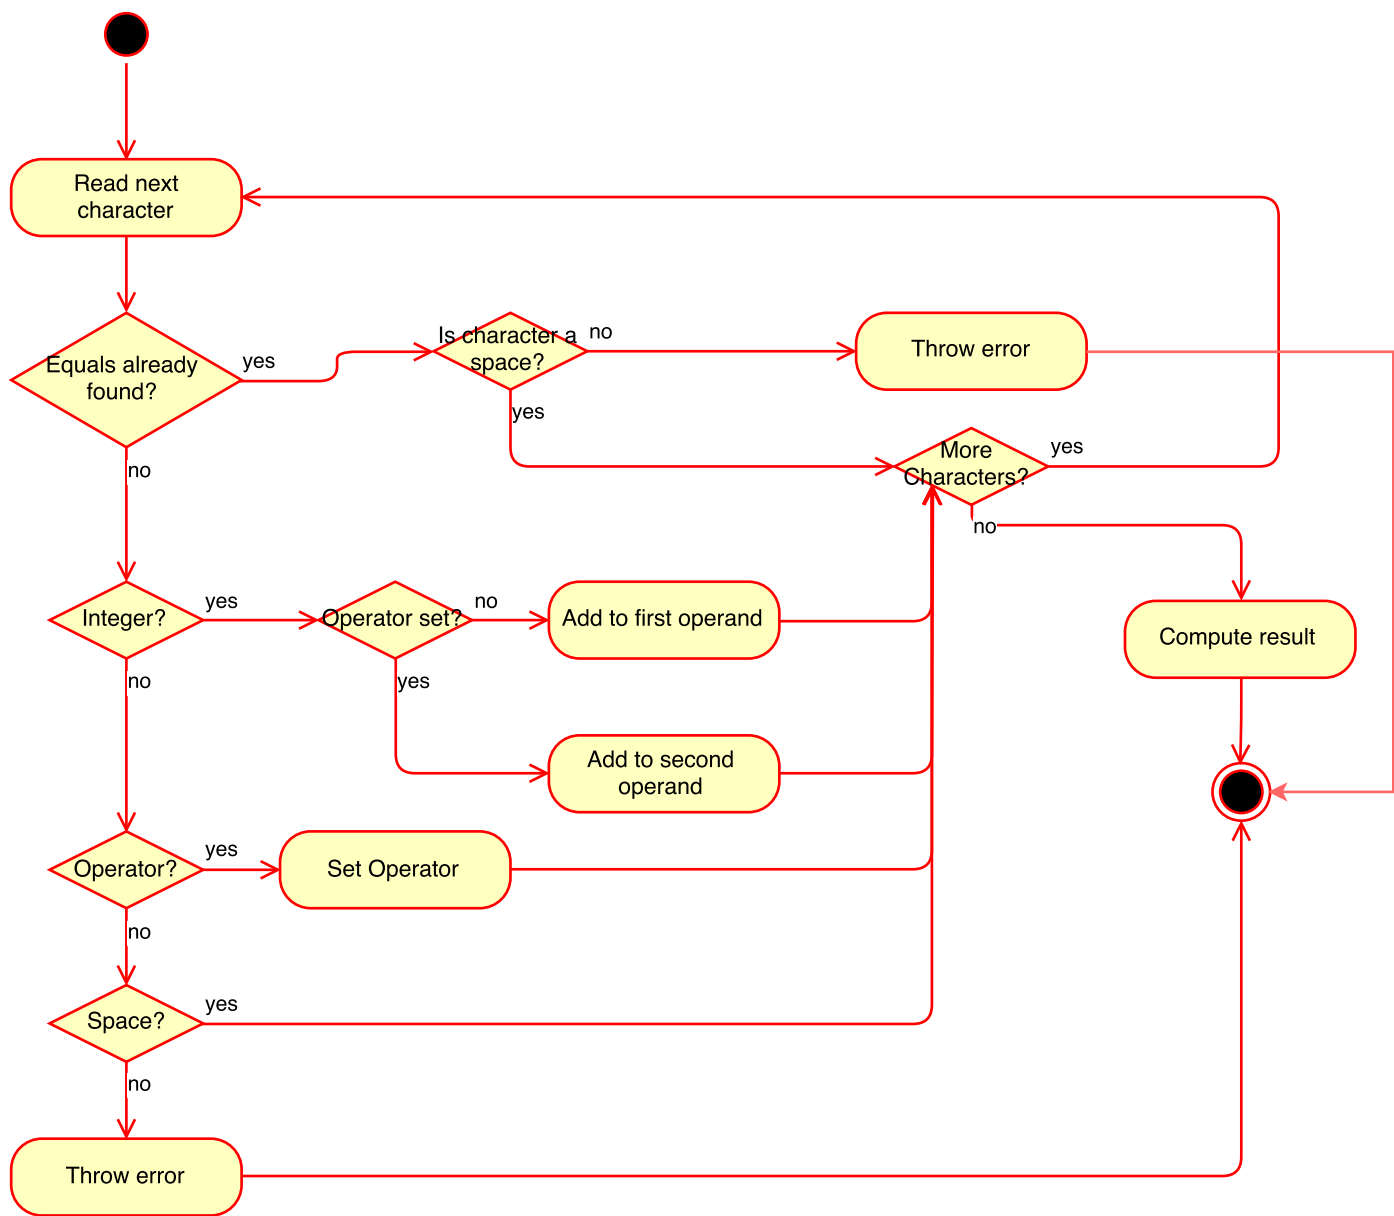 Read next
character
Is character a
space?
no
Throw error
Equals already
found?
yes
yes
More
Characters?
yes
no
no
Integer?
yes
Operator set?
no
Add to first operand
Compute result
no
yes
Add to second
operand
Operator?
yes
Set Operator
no
Space?
yes
no
Throw error